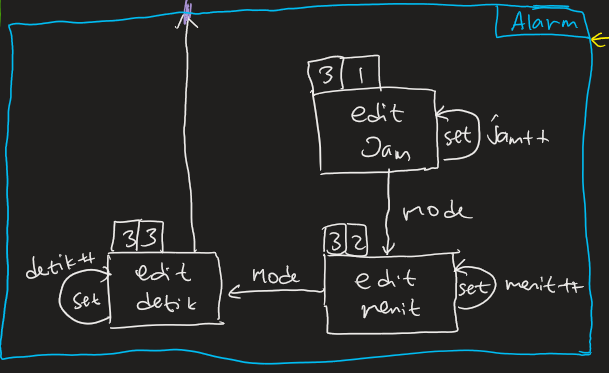 Alarm
3 1
edit
Jam
set
jam++
mode
3 3
3 2
detik++
set
edit
detik
mode
edit
menit
set
menit++